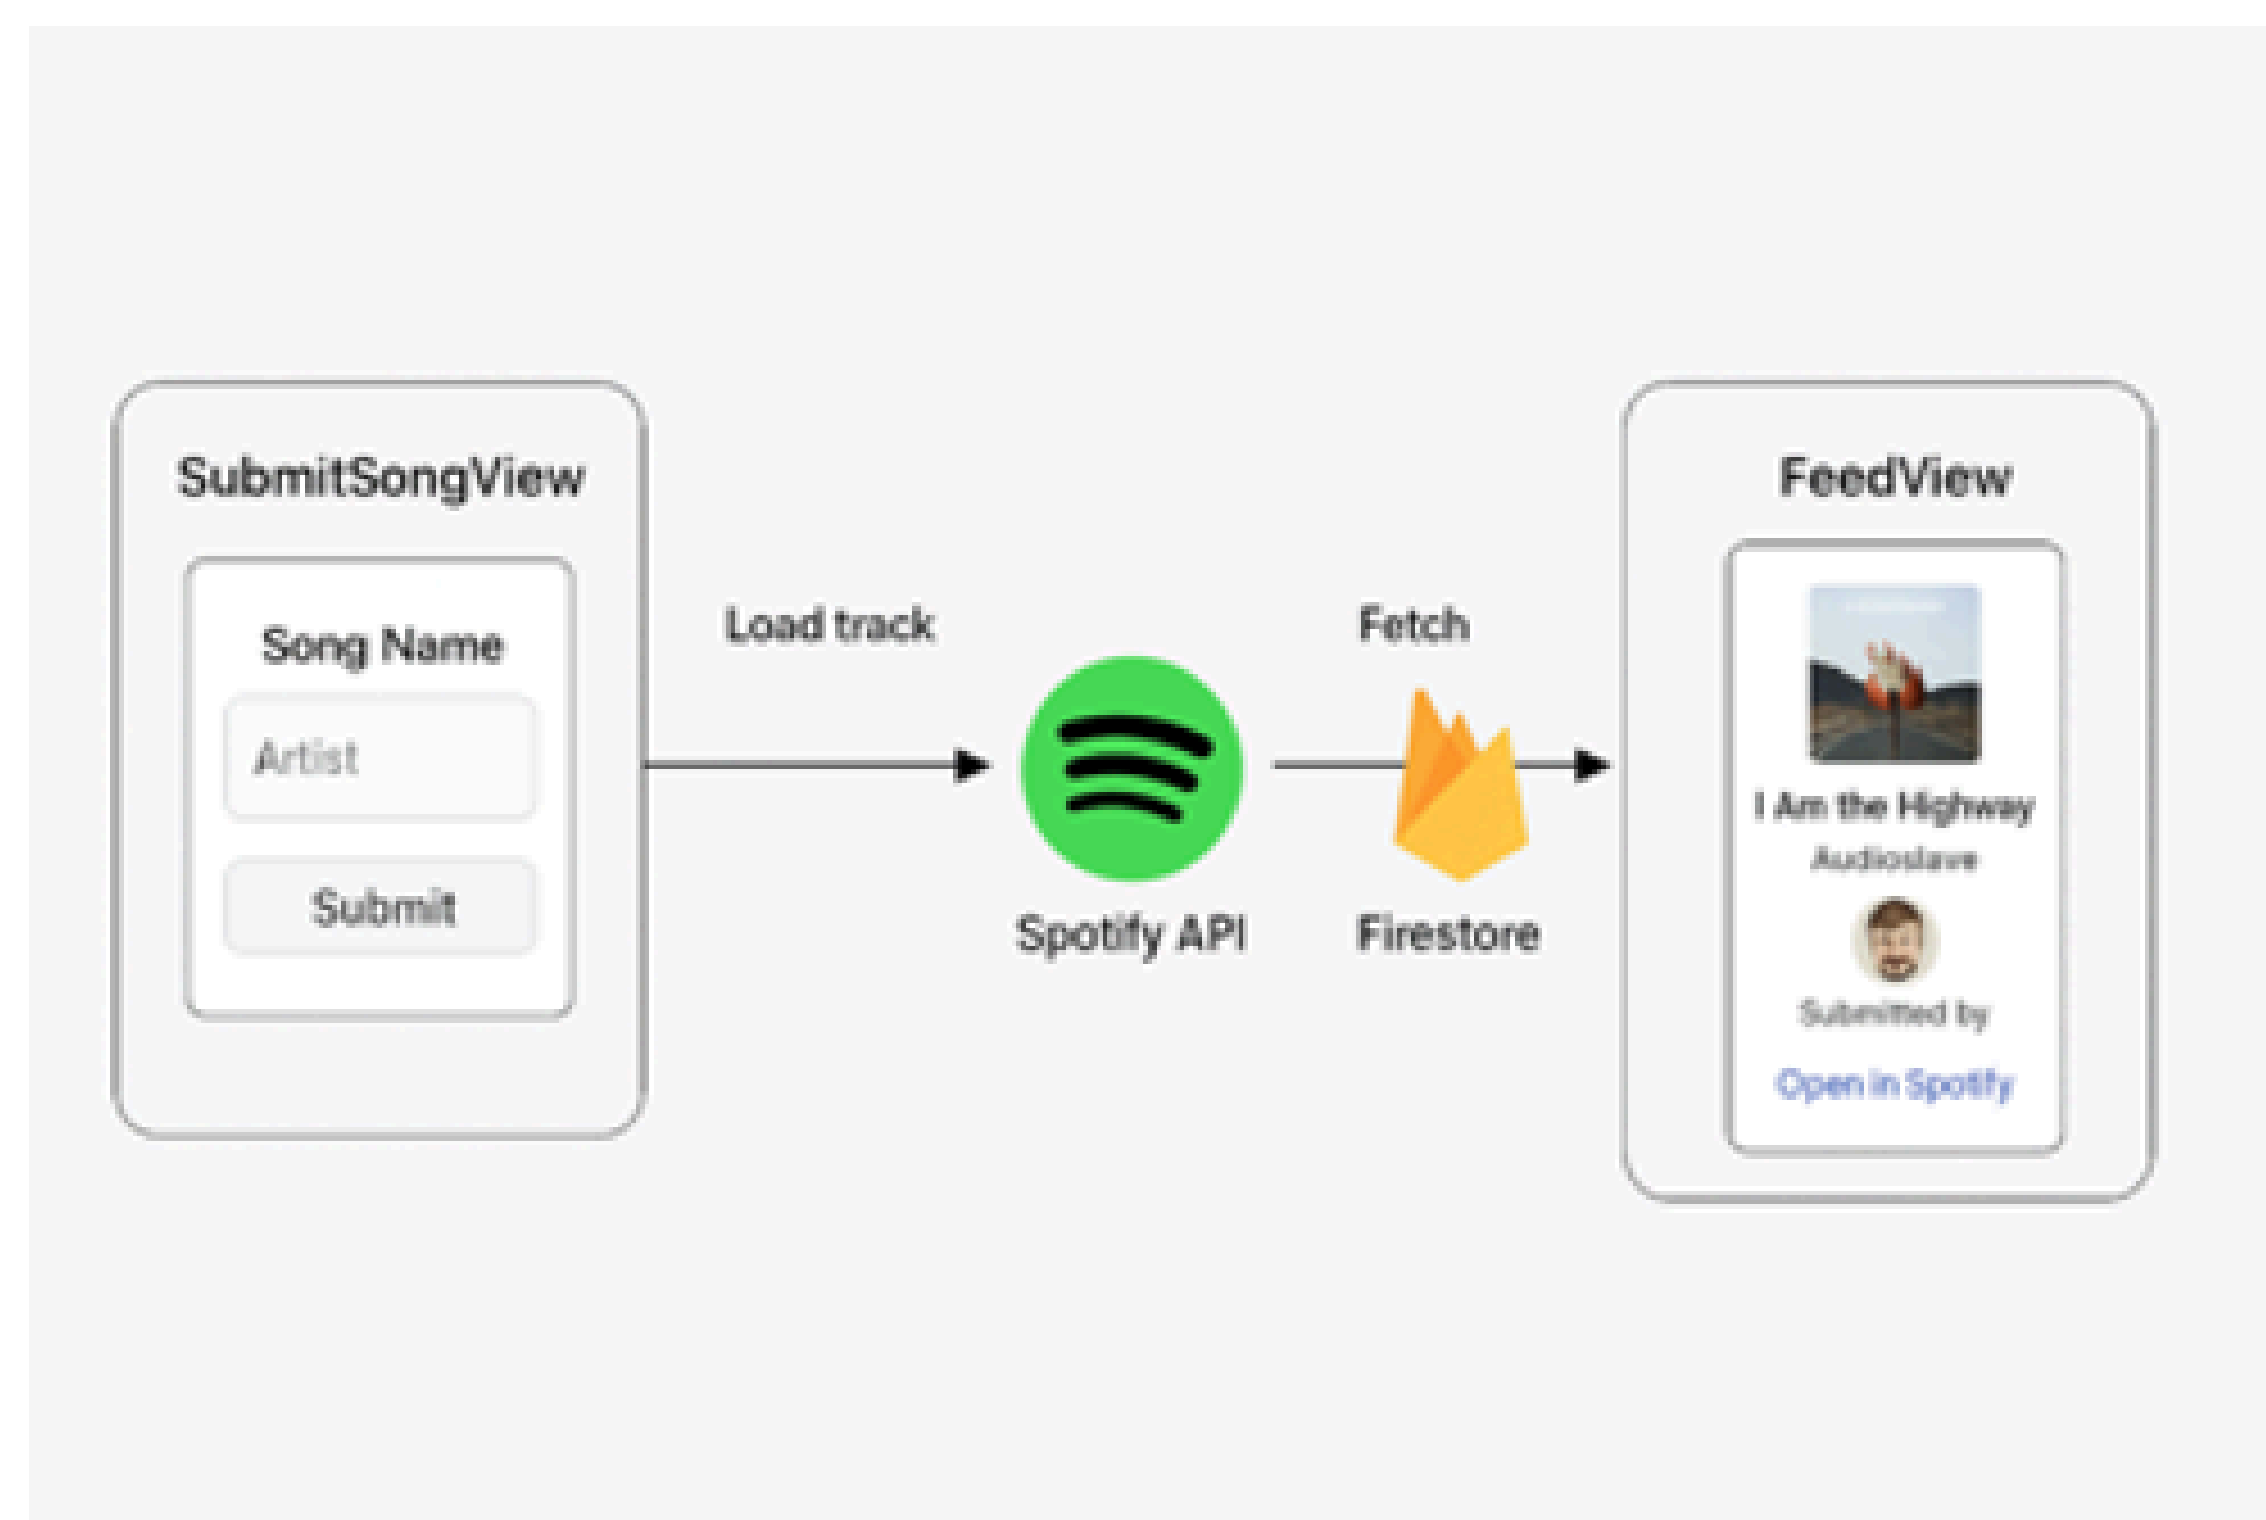 SubmitSongView
Song Name
Artist
Submit
Load track
Spotify API
Fetch
Firestore
FeedView
I Am the Highway
Audioslave
Submitted by
Open in Spotify